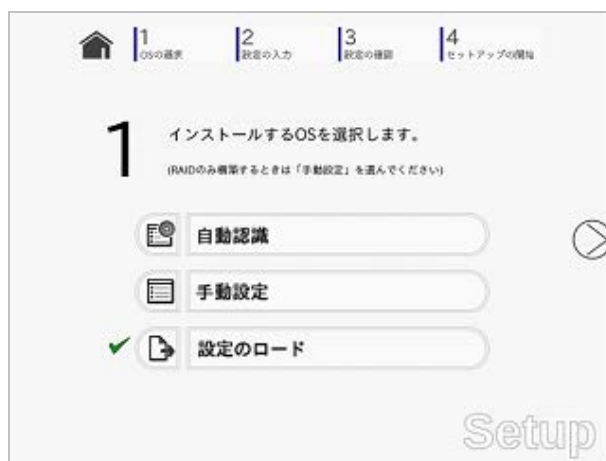 1
OSの選択
2
設定の入力
3
設定の確認
4
セットアップの開始
1
インストールするOSを選択します。
(RAIDのみ構築するときは「手動設定」を選んでください)
自動認識
手動設定
設定のロード
Setup